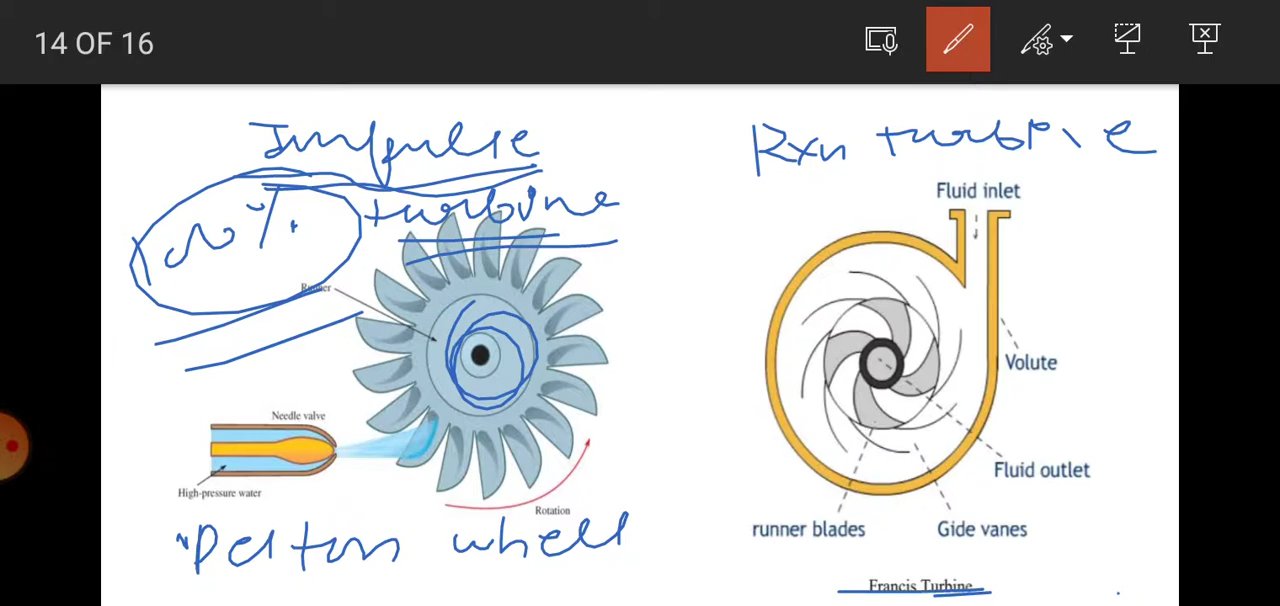 14 OF 16
Impulse
turbine
Runner
Needle valve
High-pressure water
Rotation
Pelton wheel
Rxn turbine
Fluid inlet
Volute
Fluid outlet
runner blades
Gide vanes
Francis Turbine